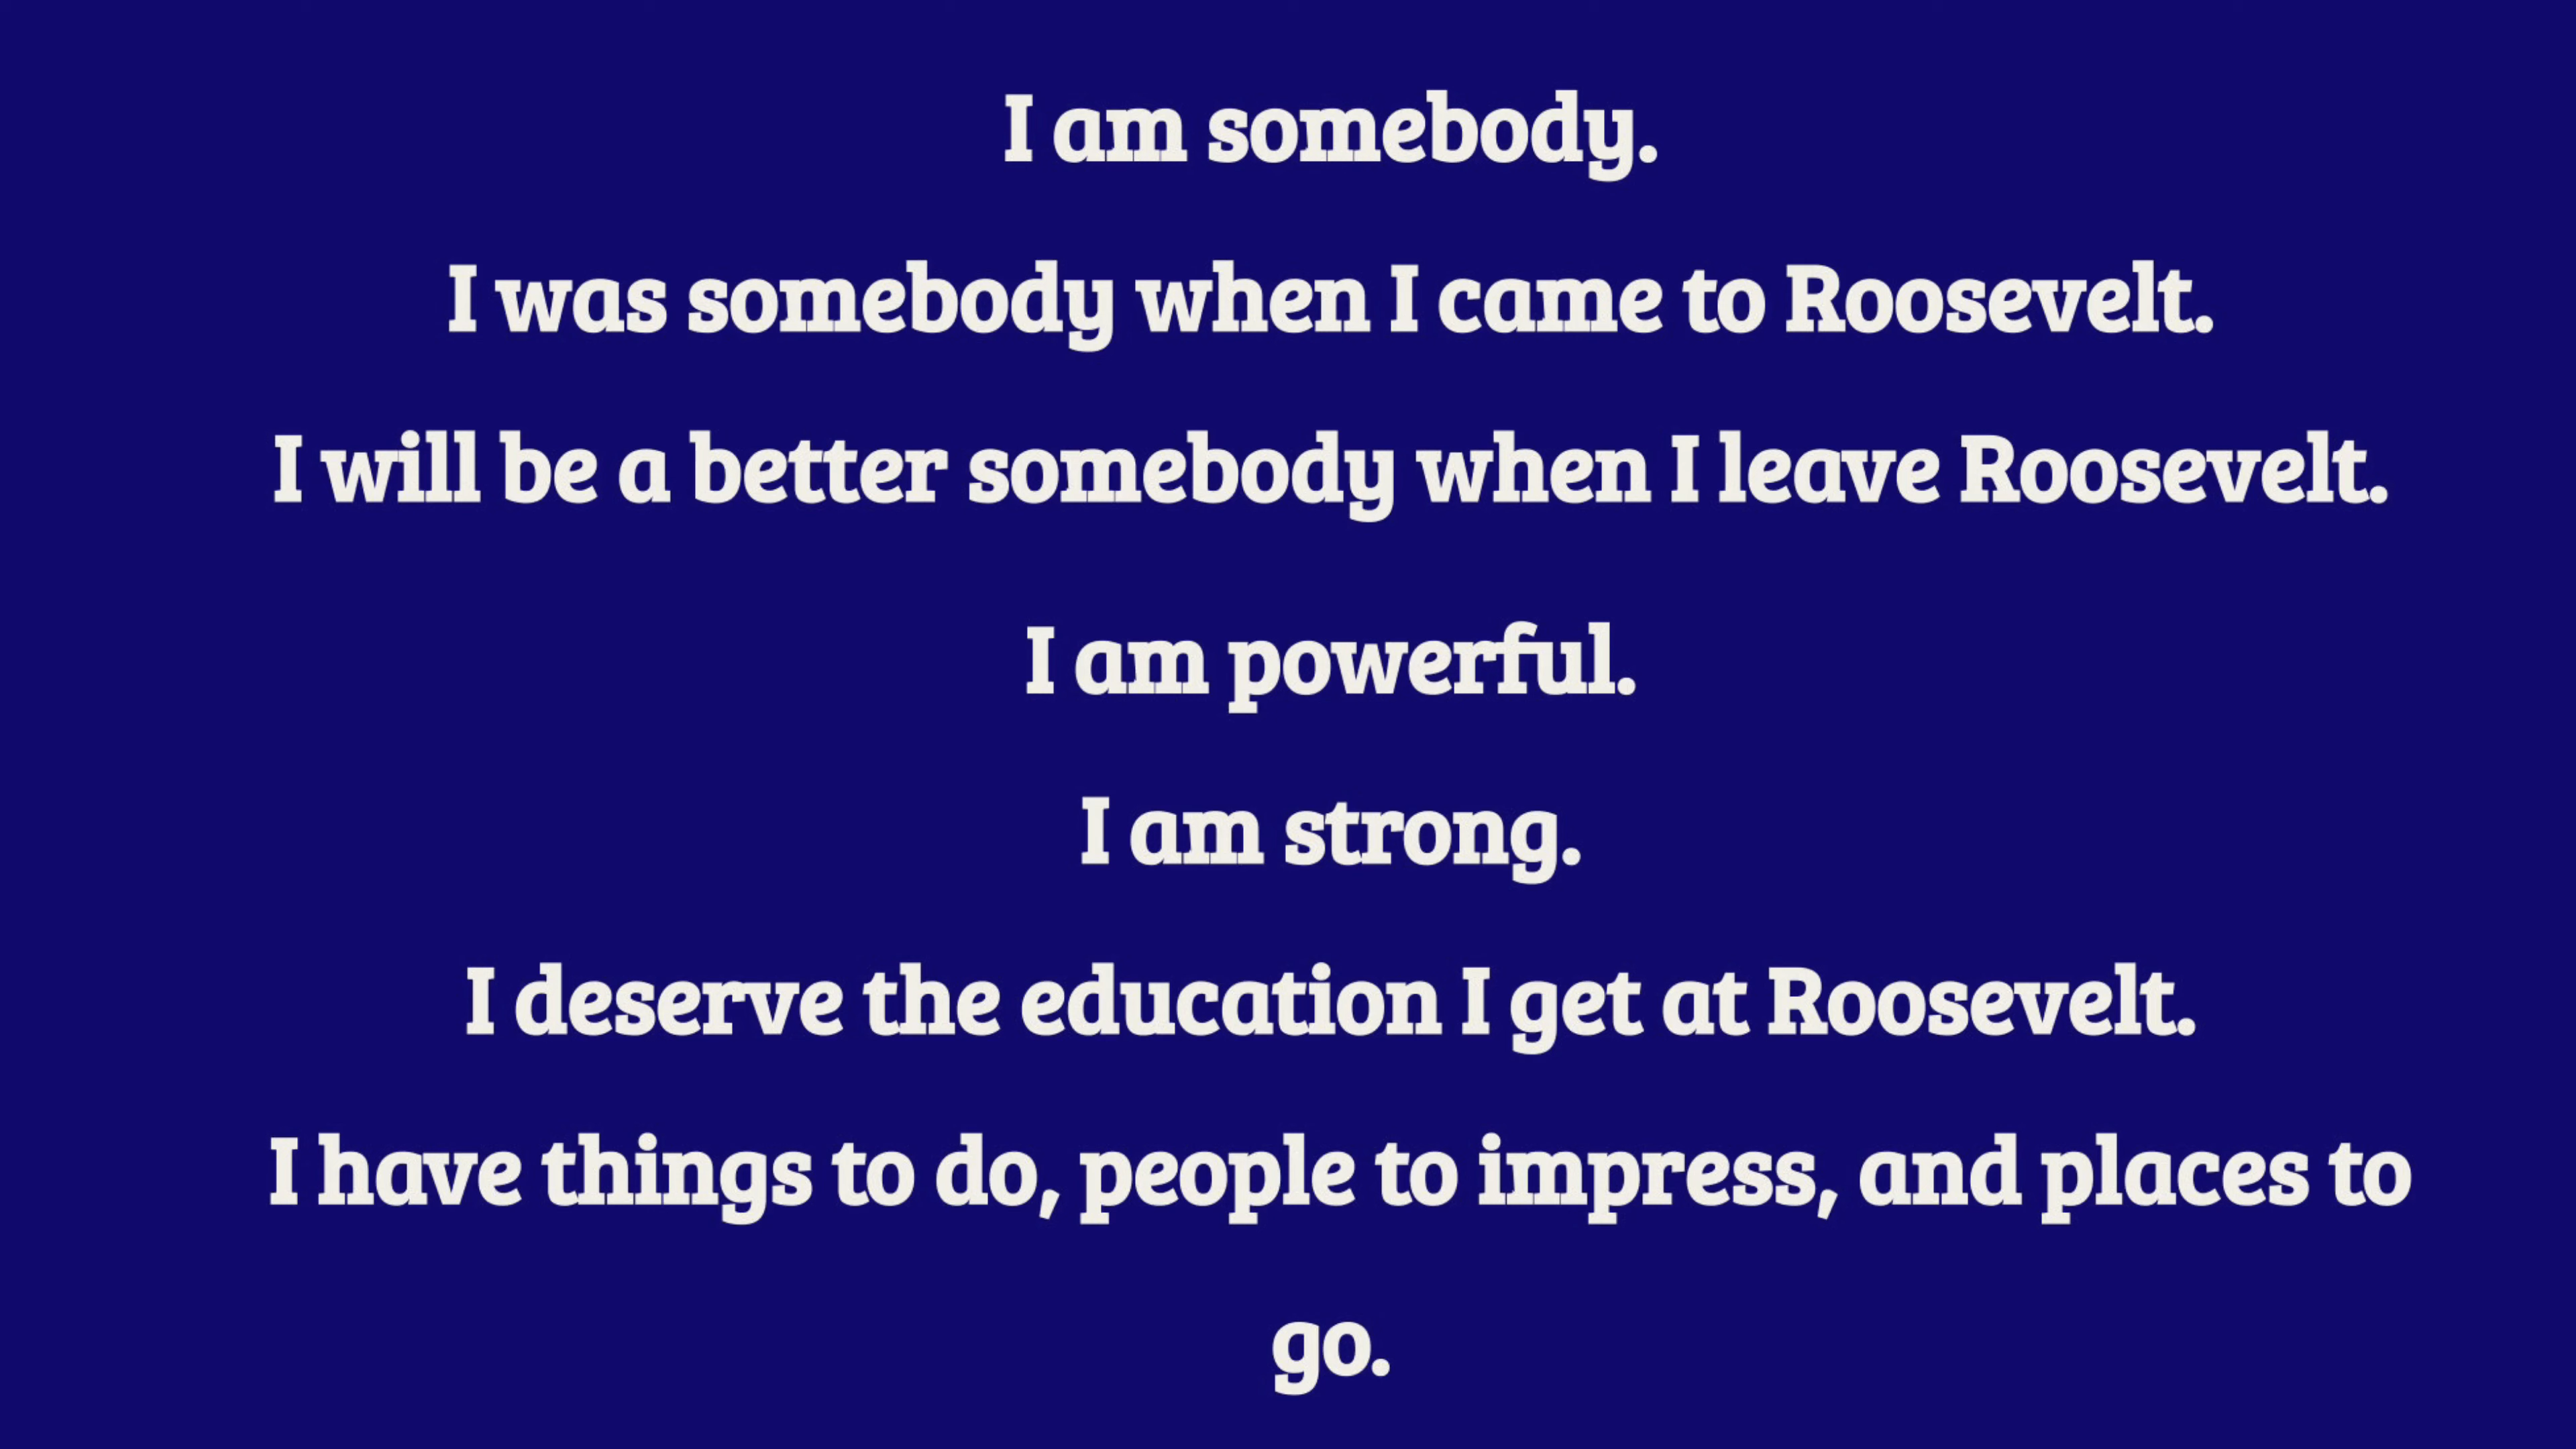 I am somebody.
I was somebody when I came to Roosevelt.
I will be a better somebody when I leave Roosevelt.
I am powerful.
I am strong.
I deserve the education I get at Roosevelt.
I have things to do, people to impress, and places to
go.